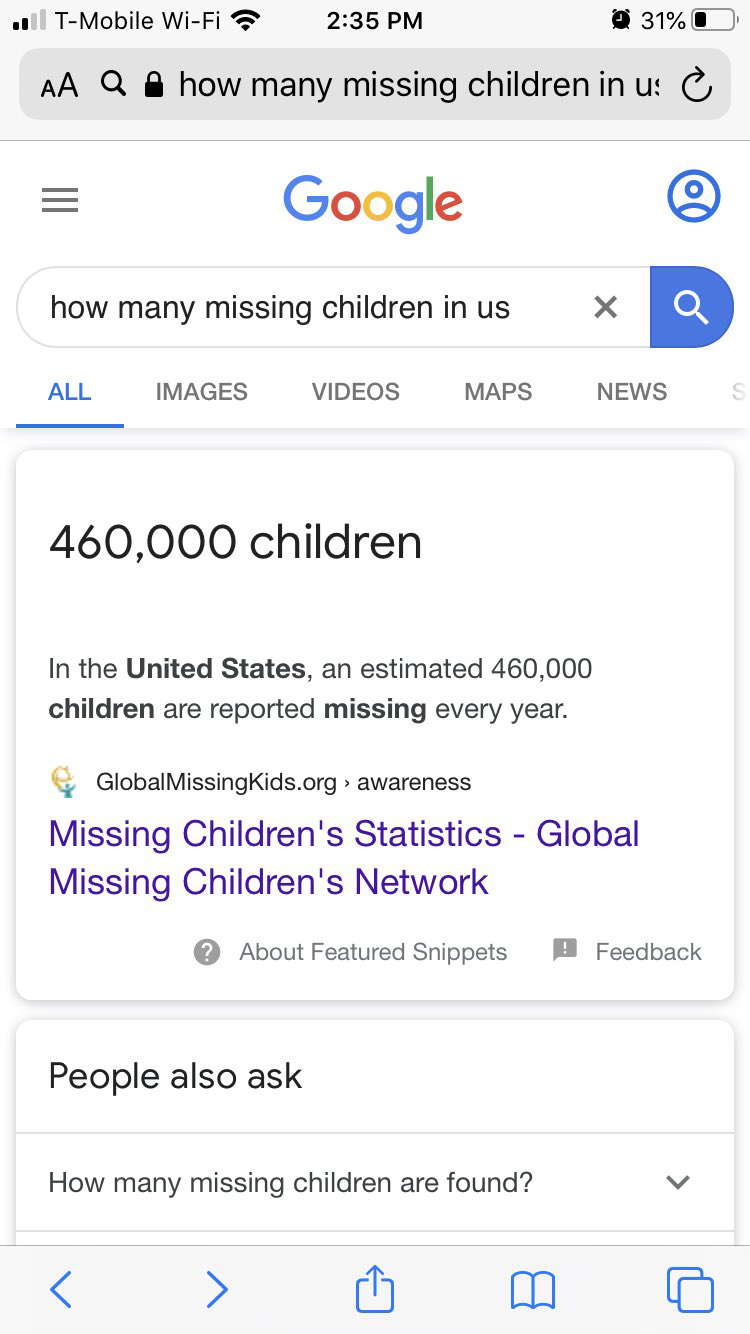 T-Mobile Wi-Fi 2:35 PM 31%
AA how many missing children in us
Google
how many missing children in us
ALL IMAGES VIDEOS MAPS NEWS S
460,000 children
In the United States, an estimated 460,000
children are reported missing every year.
GlobalMissingKids.org › awareness
Missing Children's Statistics - Global
Missing Children's Network
About Featured Snippets Feedback
People also ask
How many missing children are found?